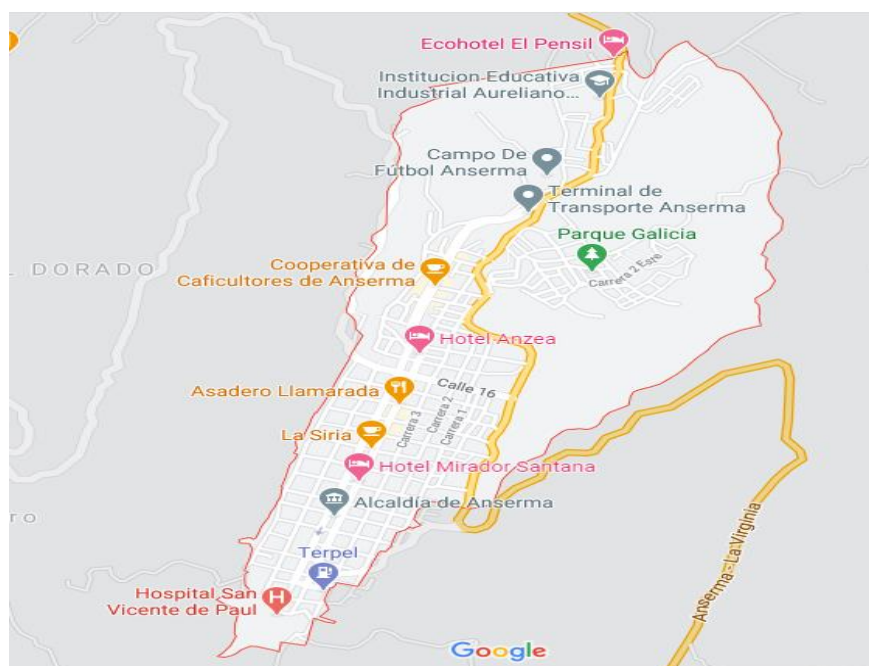 Ecohotel El Pensil
Institucion Educativa
Industrial Aureliano...
Campo De
Fútbol Anserma
Terminal de
Transporte Anserma
Parque Galicia
L DORADO
Cooperativa de
Caficultores de Anserma
Carrera 2 Este
Hotel Anzea
Calle 16
Asadero Llamarada
Carrera 3
Carrera 2
Carrera 1
La Siria
Hotel Mirador Santana
Alcaldía de Anserma
TO
Terpel
Anserma - La Virginia
H
Hospital San
Vicente de Paul
Google